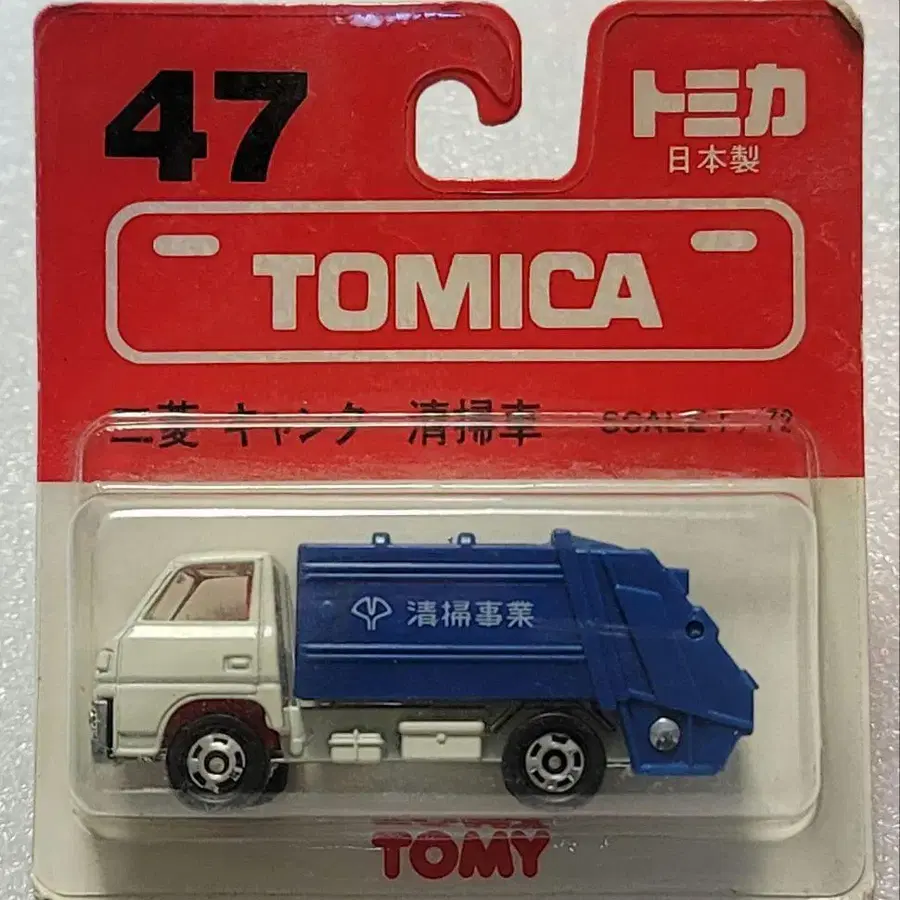 47
トミカ
日本製
TOMICA
三菱 キャンター 清掃車 SCALE 1/72
清掃事業
TOMY